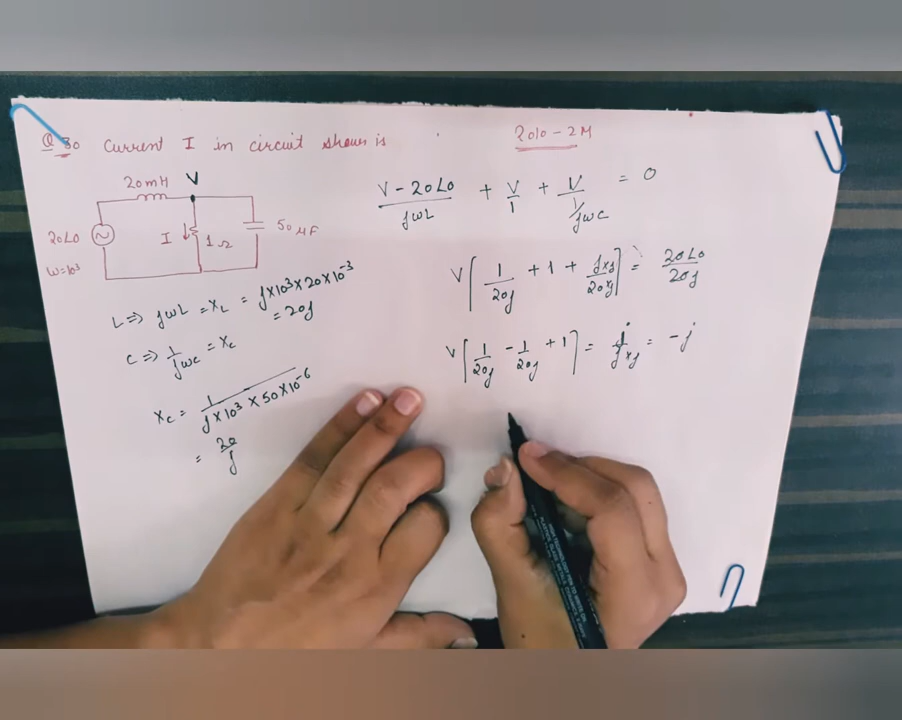 Q 30 Current I in circuit shown is
2010 - 2M
20mH V
20∠0
ω=10³
I 1Ω
50 μF
V - 20∠0 / jωL + V/1 + V / (1/jωC) = 0
V [ 1/20j + 1 + j×j/20×j ] = 20∠0 / 20j
V [ 1/20j - 1/20j + 1 ] = j/j×j = -j
L ⇒ jωL = X_L = j×10³×20×10⁻³
= 20j
C ⇒ 1/jωC = X_C
X_C = 1 / j×10³×50×10⁻⁶
= 20/j